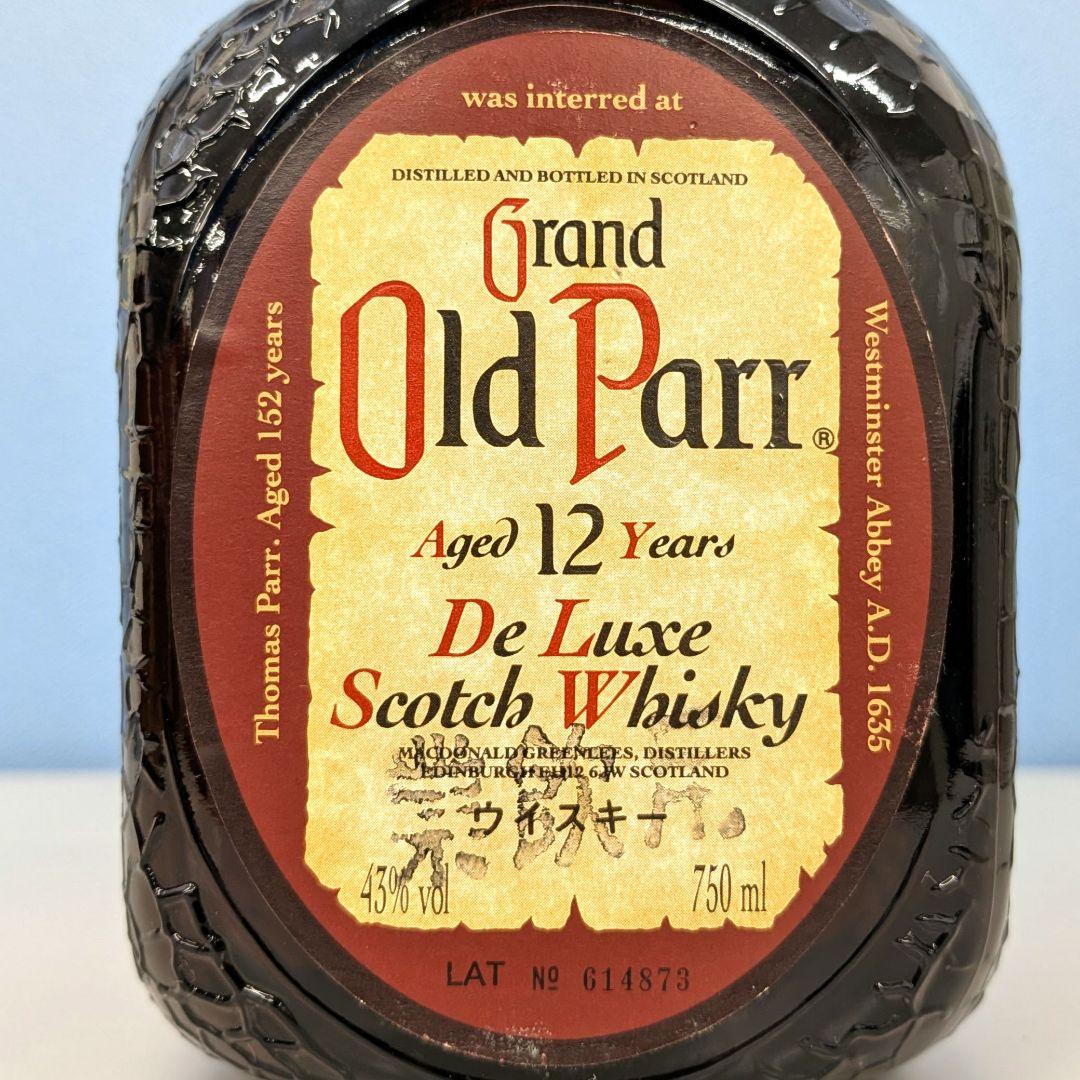 was interred at
DISTILLED AND BOTTLED IN SCOTLAND
Grand
Old Parr®
Aged 12 Years
De Luxe
Scotch Whisky
MACDONALD GREENLEES, DISTILLERS
EDINBURGH EH12 SCOTLAND
ウイスキー
43% vol
750 ml
Thomas Parr. Aged 152 years
Westminster Abbey A.D. 1635
LAT Nº 614873